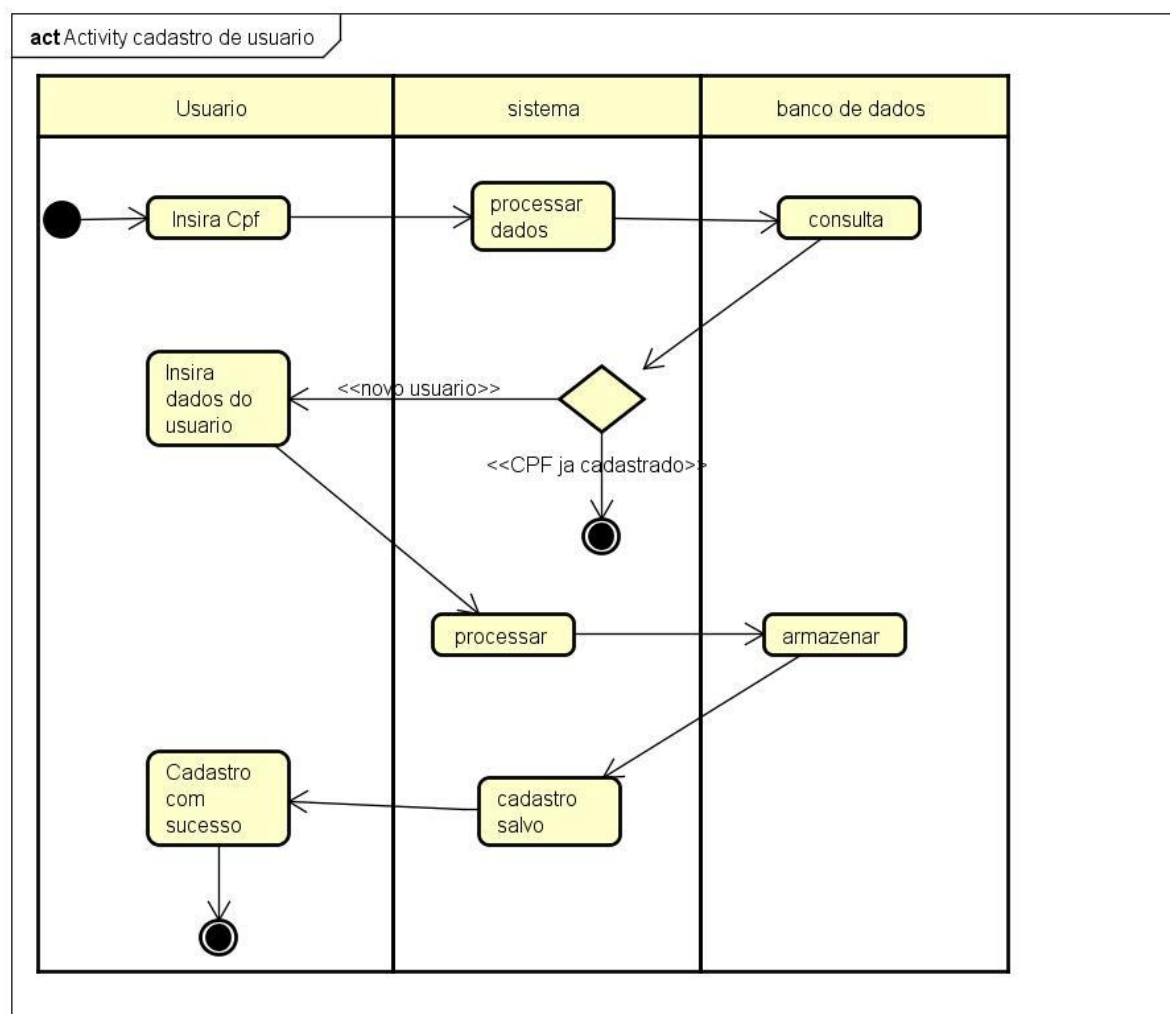 act Activity cadastro de usuario
Usuario
sistema
banco de dados
Insira Cpf
processar
dados
consulta
Insira
dados do
usuario
<<novo usuario>>
<<CPF ja cadastrado>>
processar
armazenar
Cadastro
com
sucesso
cadastro
salvo